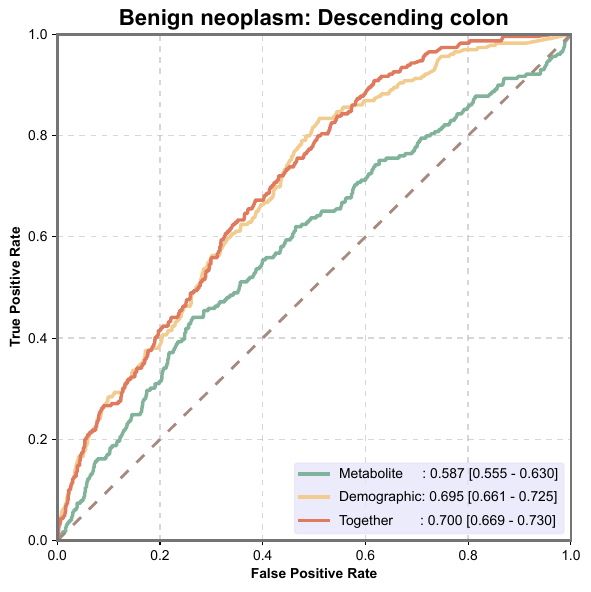 Benign neoplasm: Descending colon
1.0
0.8
0.6
0.4
0.2
0.0
True Positive Rate
Metabolite : 0.587 [0.555 - 0.630]
Demographic: 0.695 [0.661 - 0.725]
Together : 0.700 [0.669 - 0.730]
0.0 0.2 0.4 0.6 0.8 1.0
False Positive Rate